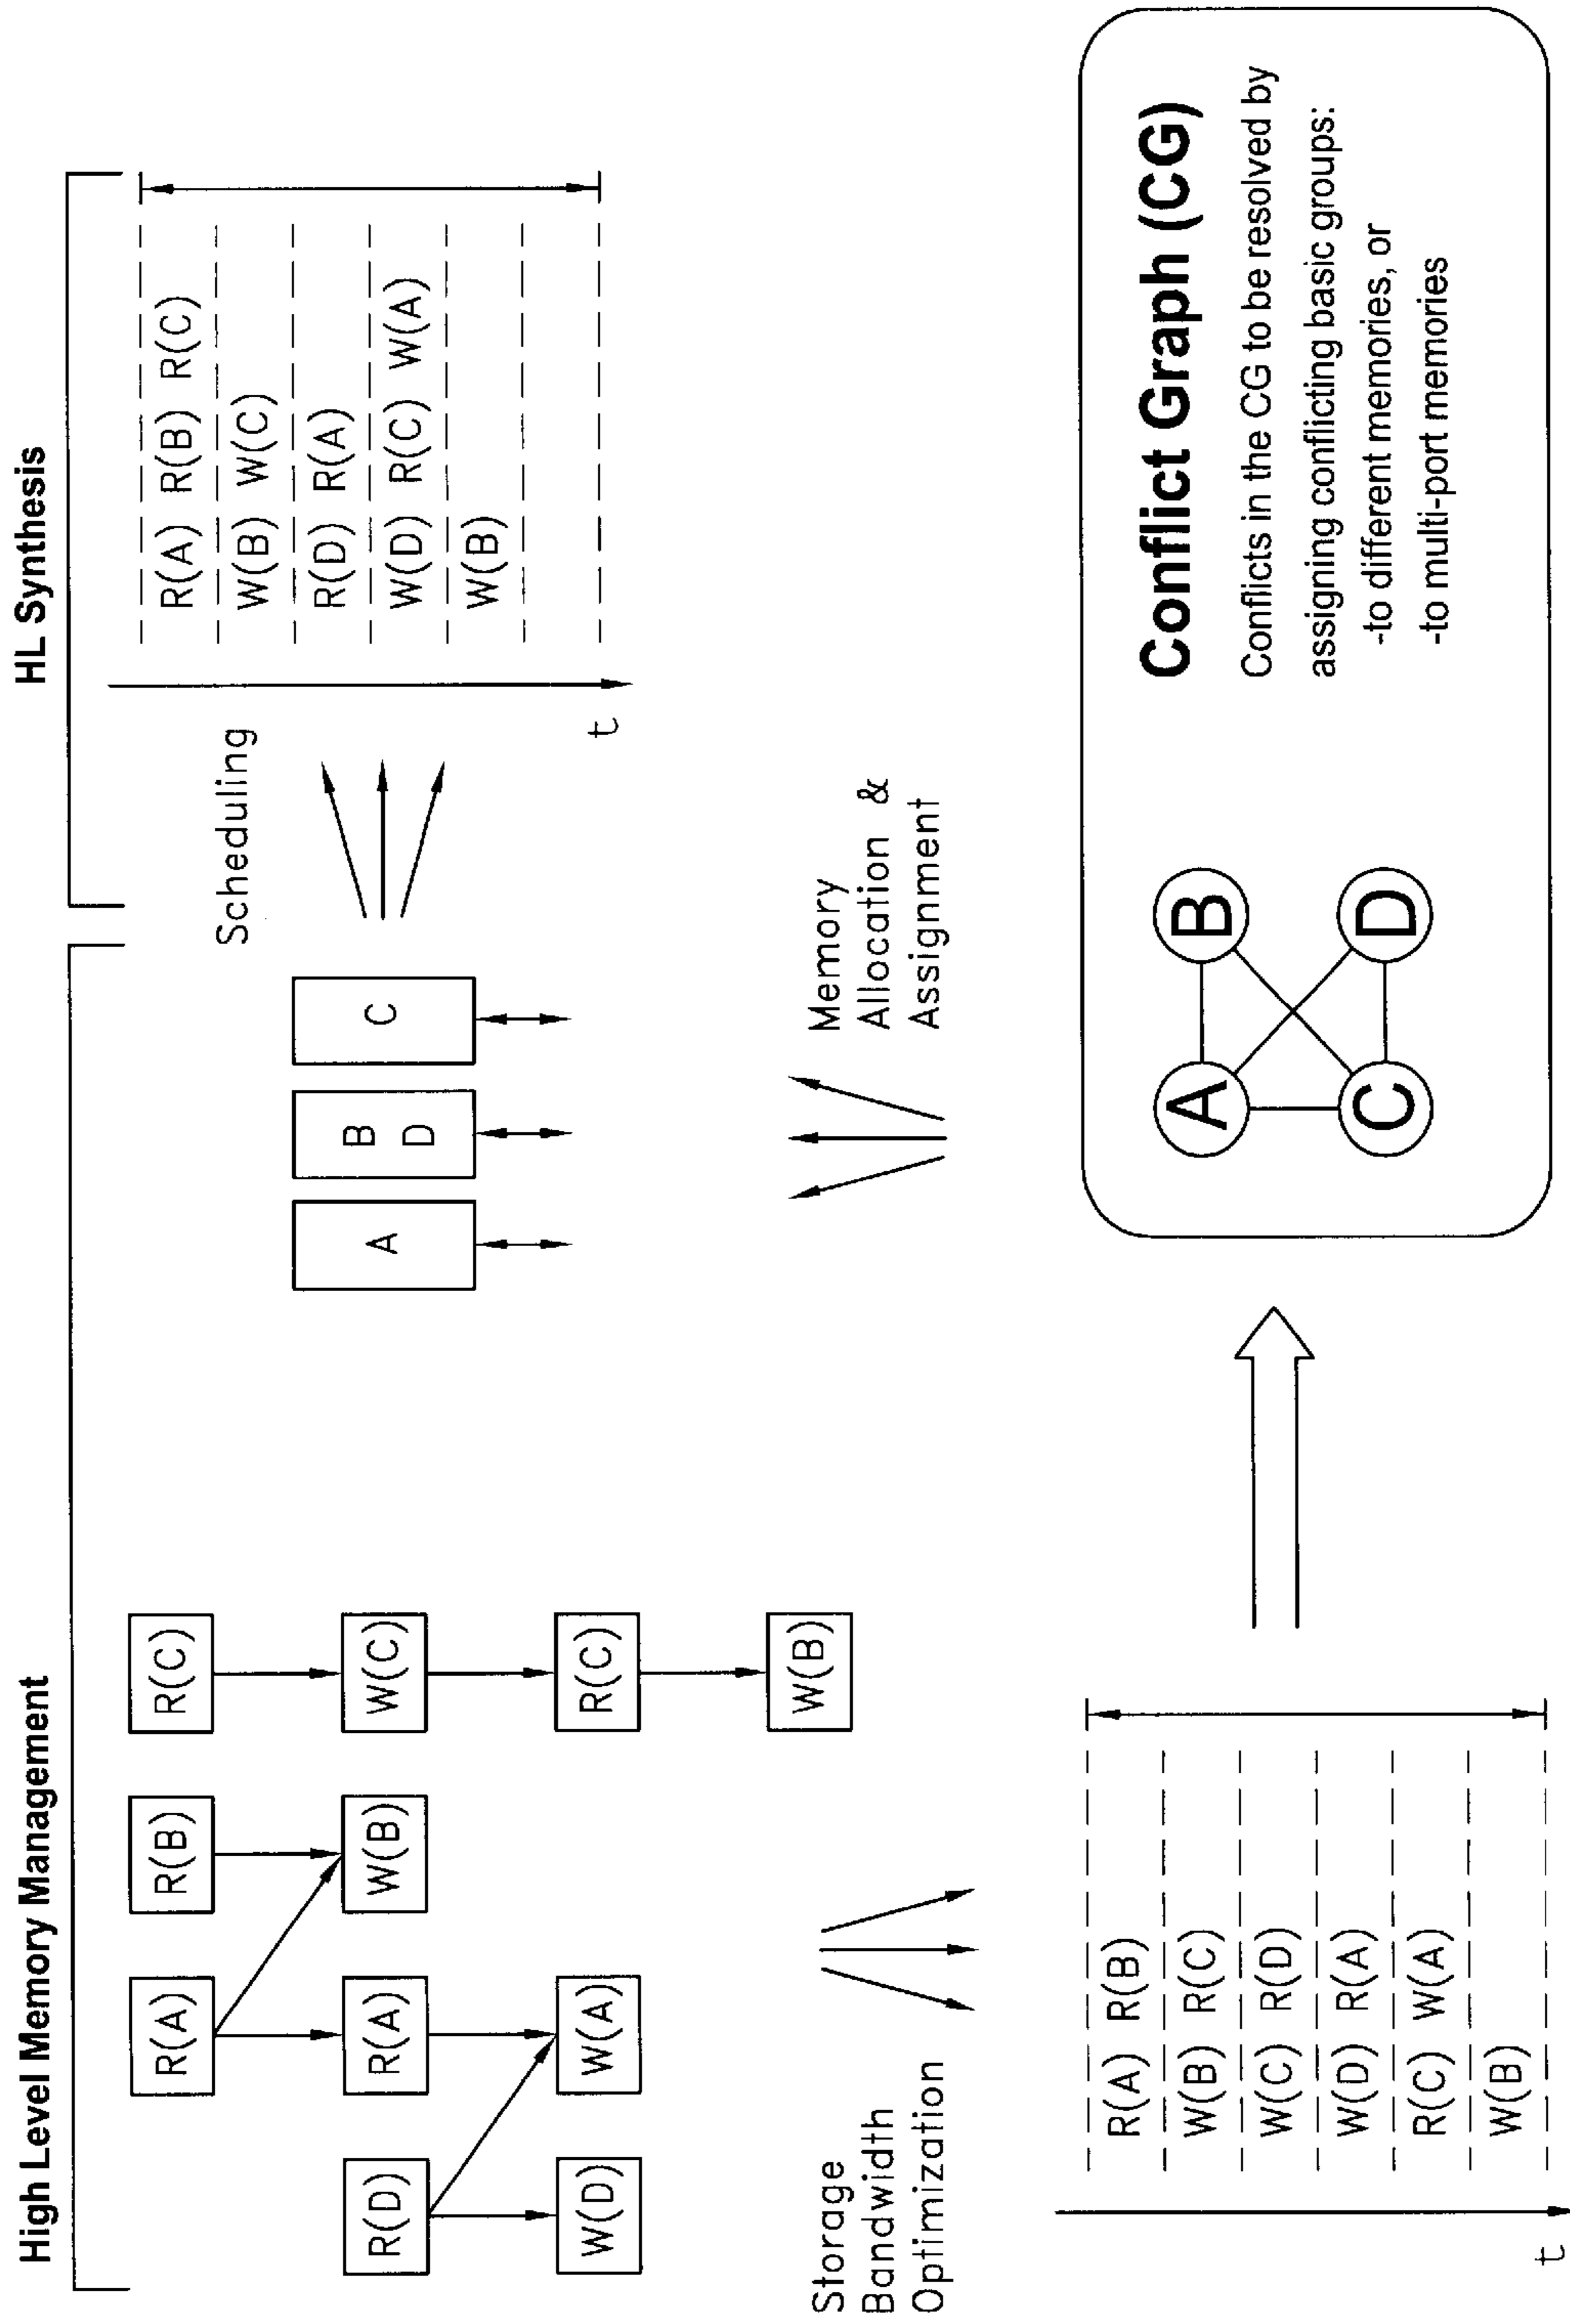 High Level Memory Management
R(A) R(B) R(C)
R(D) R(A) W(B) W(C)
W(D) W(A) R(C)
W(B)
Storage
Bandwidth
Optimization
R(A) R(B)
W(B) R(C)
W(C) R(D)
W(D) R(A)
R(C) W(A)
W(B)
t
A
B
D
C
Memory
Allocation &
Assignment
A B
C D
Conflict Graph (CG)
Conflicts in the CG to be resolved by
assigning conflicting basic groups:
-to different memories, or
-to multi-port memories
HL Synthesis
Scheduling
R(A) R(B) R(C)
W(B) W(C)
R(D) R(A)
W(D) R(C) W(A)
W(B)
t